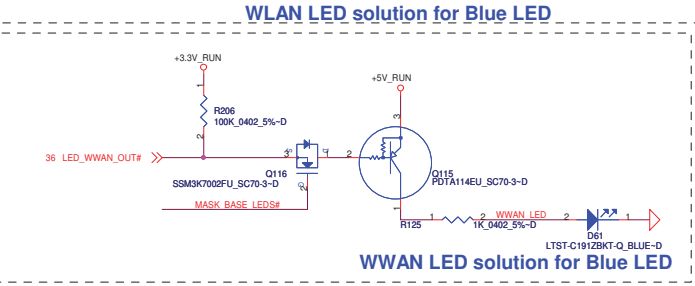 WLAN LED solution for Blue LED
+3.3V_RUN
1
R206
100K_0402_5%~D
2
+5V_RUN
3
36 LED_WWAN_OUT#
3
1
2
Q116
SSM3K7002FU_SC70-3~D
2
MASK_BASE_LEDS#
Q115
PDTA114EU_SC70-3~D
1
R125
1
2
1K_0402_5%~D
WWAN_LED
2
1
D61
LTST-C191ZBKT-Q_BLUE~D
WWAN LED solution for Blue LED